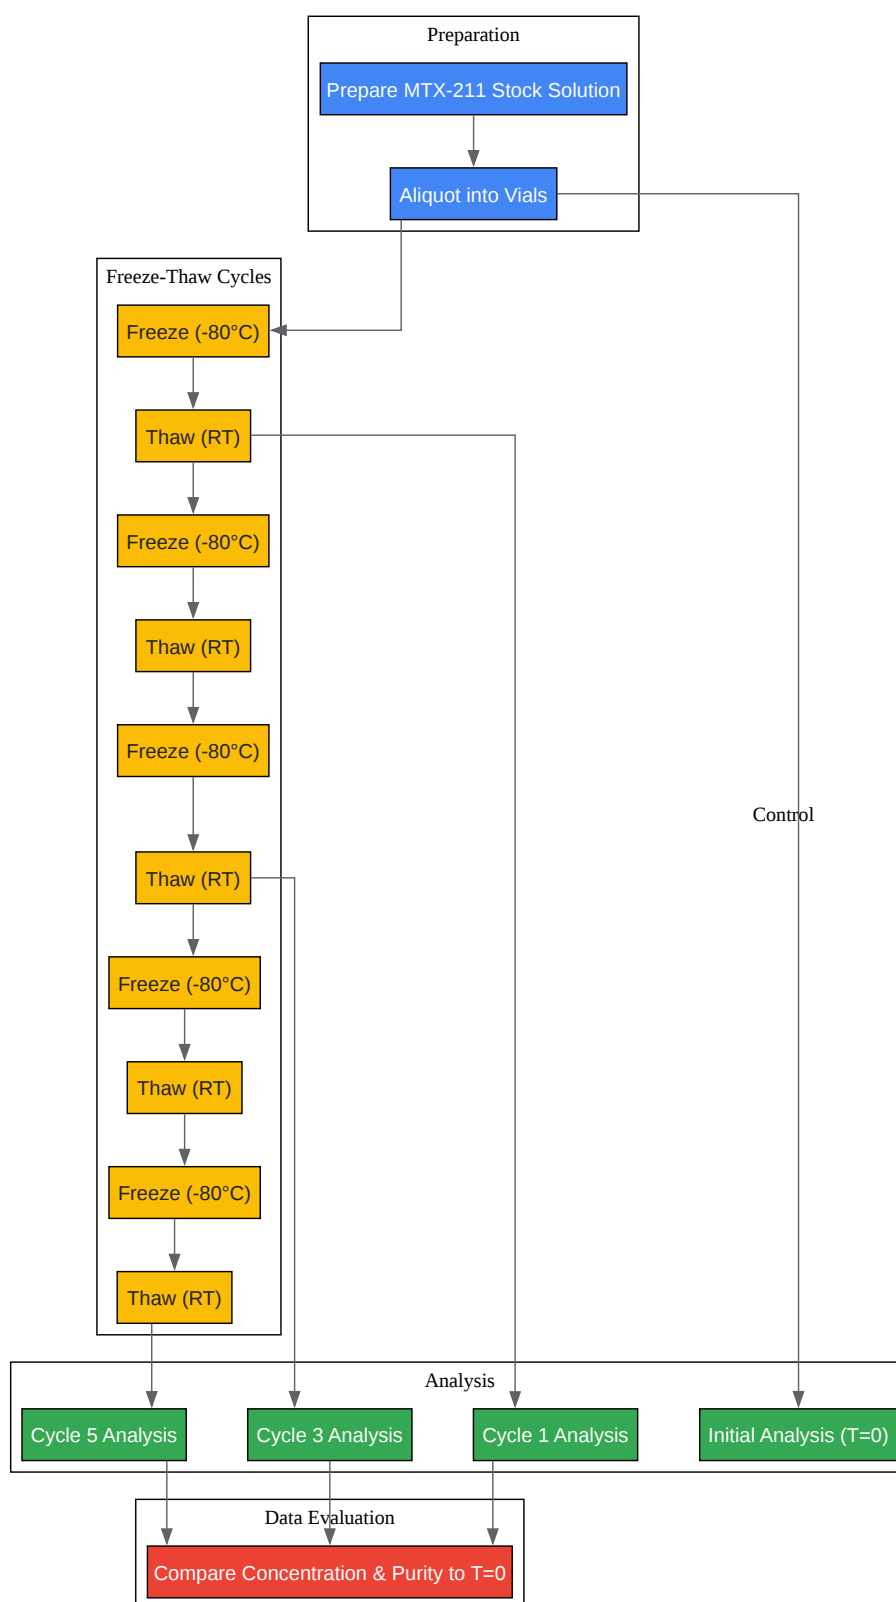 Preparation
Prepare MTX-211 Stock Solution
Aliquot into Vials
Freeze-Thaw Cycles
Freeze (-80°C)
Thaw (RT)
Freeze (-80°C)
Thaw (RT)
Freeze (-80°C)
Control
Thaw (RT)
Freeze (-80°C)
Thaw (RT)
Freeze (-80°C)
Thaw (RT)
Analysis
Cycle 5 Analysis
Cycle 3 Analysis
Cycle 1 Analysis
Initial Analysis (T=0)
Data Evaluation
Compare Concentration & Purity to T=0